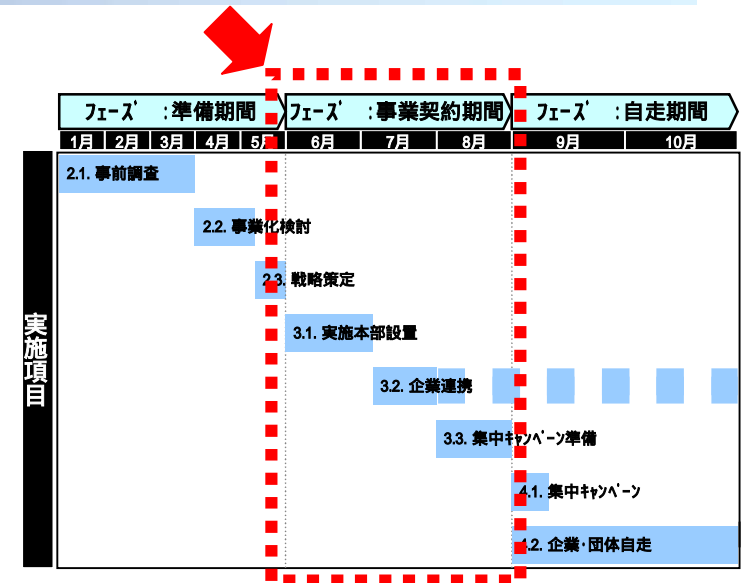 ﾌｪｰｽﾞ :準備期間
ﾌｪｰｽﾞ :事業契約期間
ﾌｪｰｽﾞ :自走期間
1月 2月 3月 4月 5月 6月 7月 8月 9月 10月
実施項目
2.1. 事前調査
2.2. 事業化検討
2.3. 戦略策定
3.1. 実施本部設置
3.2. 企業連携
3.3. 集中ｷｬﾝﾍﾟｰﾝ準備
4.1. 集中ｷｬﾝﾍﾟｰﾝ
4.2. 企業･団体自走